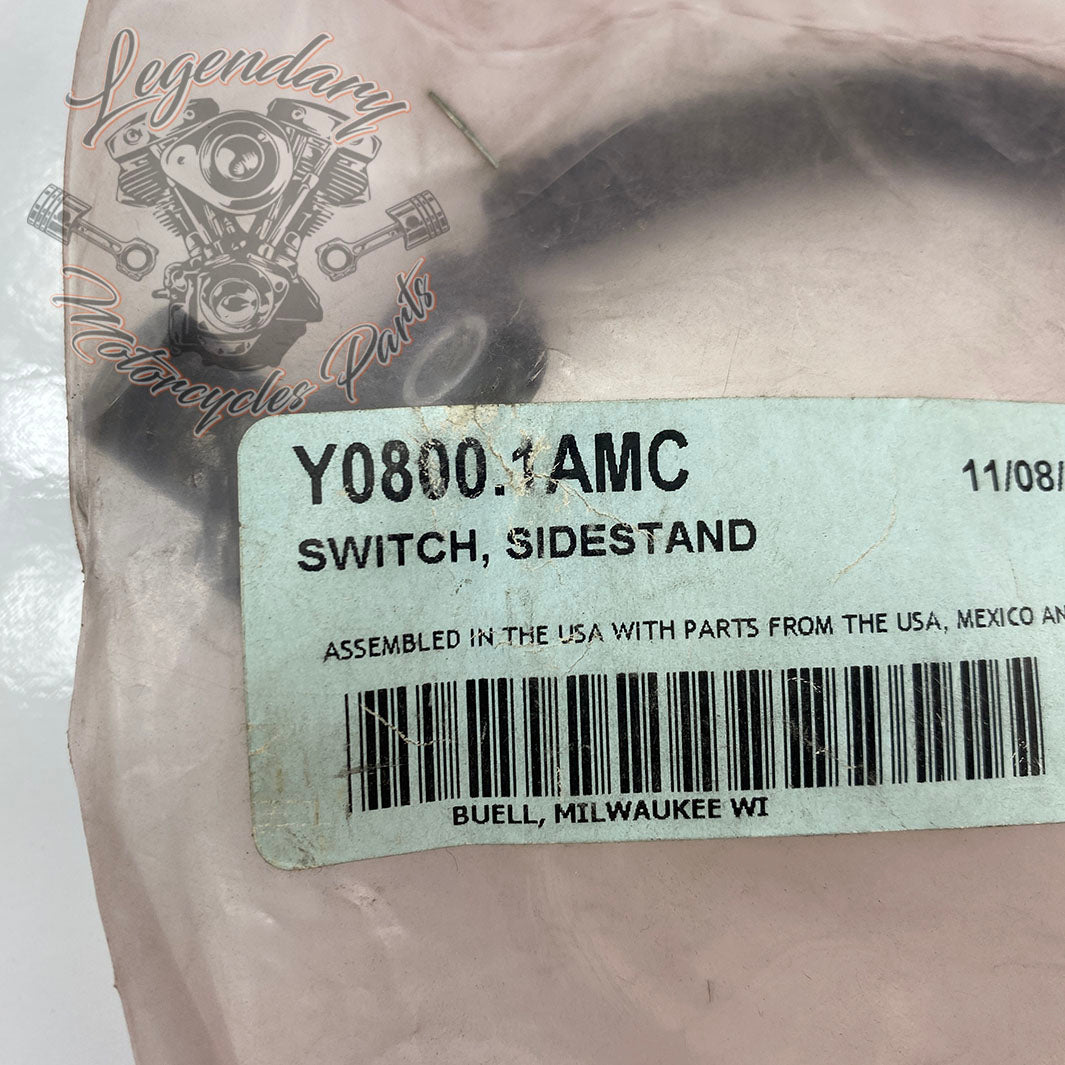 Legendary
Motorcycles Parts
Y0800.1AMC
11/08/
SWITCH, SIDESTAND
ASSEMBLED IN THE USA WITH PARTS FROM THE USA, MEXICO AN
BUELL, MILWAUKEE WI